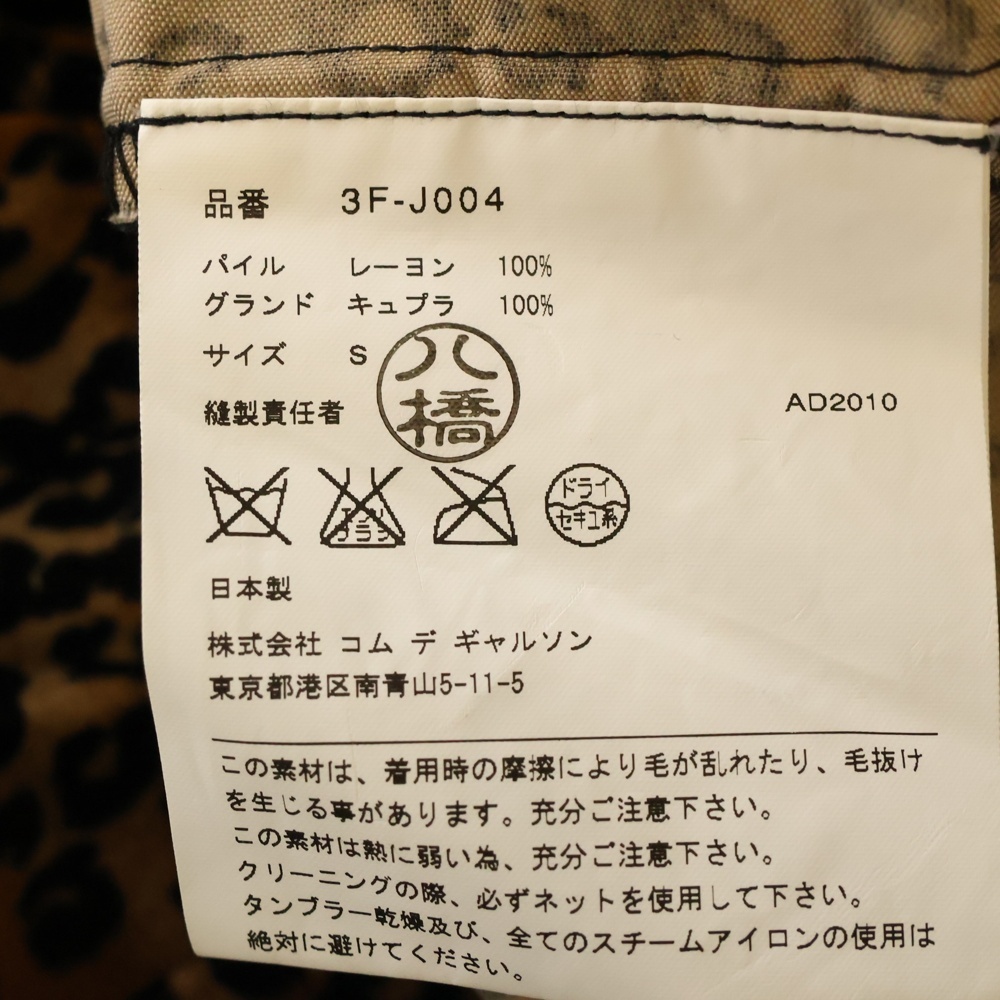 品番 3F-J004
パイル レーヨン 100%
グランド キュプラ 100%
サイズ S
八橋
縫製責任者
AD2010
エンソ
ドライ
サラシ
セキユ系
日本製
株式会社 コム デ ギャルソン
東京都港区南青山5-11-5
この素材は、着用時の摩擦により毛が乱れたり、毛抜け
を生じる事があります。充分ご注意下さい。
この素材は熱に弱い為、充分ご注意下さい。
クリーニングの際、必ずネットを使用して下さい。
タンブラー乾燥及び、全てのスチームアイロンの使用は
絶対に避けてください。